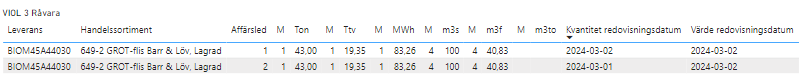 VIOL 3 Råvara
Leverans Handelssortiment Affärsled M Ton M Ttv M MWh M m3s M m3f M m3to Kvantitet redovisningsdatum Värde redovisningsdatum
BIOM45A44030 649-2 GROT-flis Barr & Löv, Lagrad 1 1 43,00 1 19,35 1 83,26 4 100 4 40,83 2024-03-02 2024-03-02
BIOM45A44030 649-2 GROT-flis Barr & Löv, Lagrad 2 1 43,00 1 19,35 1 83,26 4 100 4 40,83 2024-03-01 2024-03-02